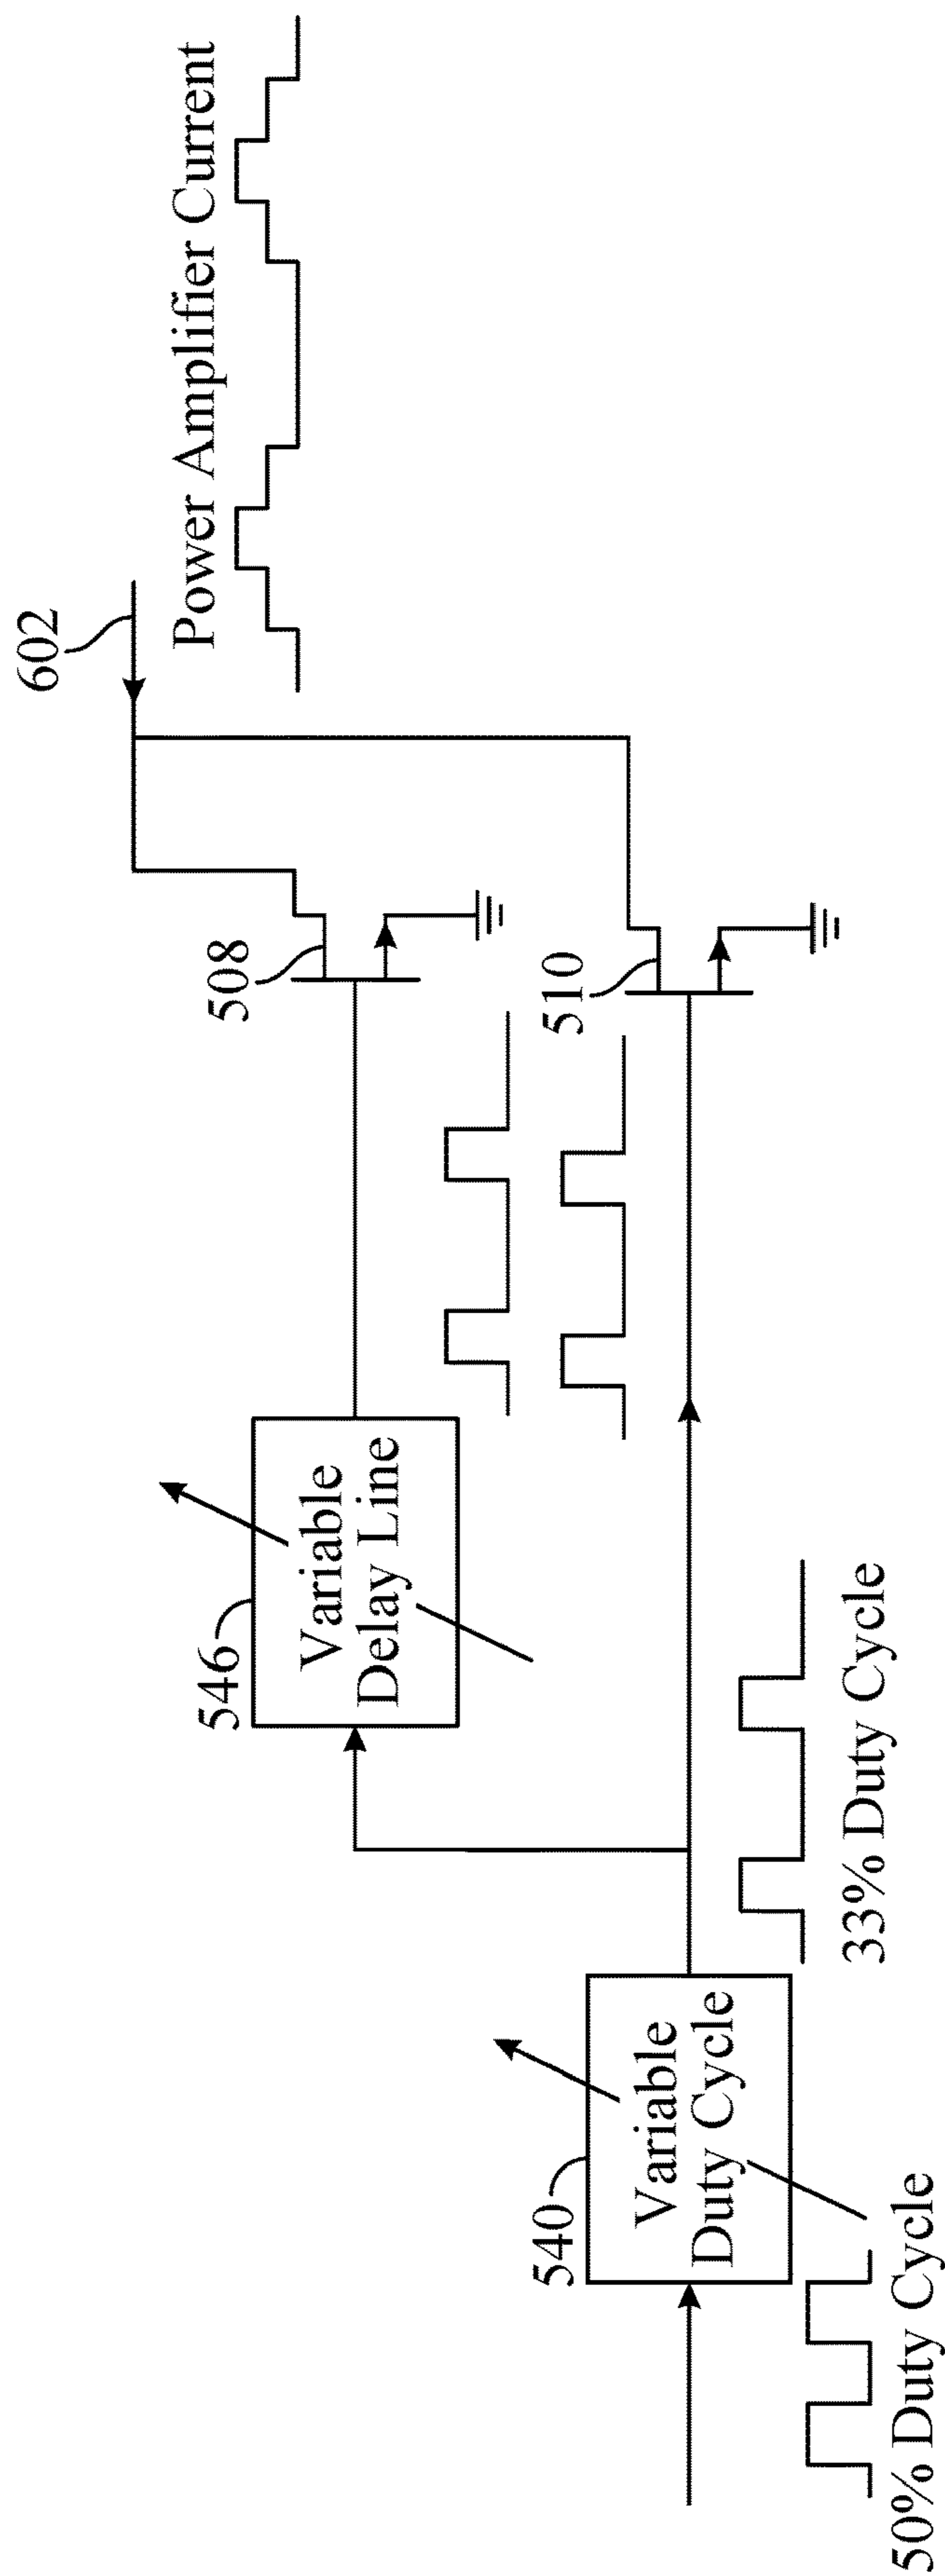 602
Power Amplifier Current
508
546
Variable
Delay Line
510
540
Variable
Duty Cycle
33% Duty Cycle
50% Duty Cycle